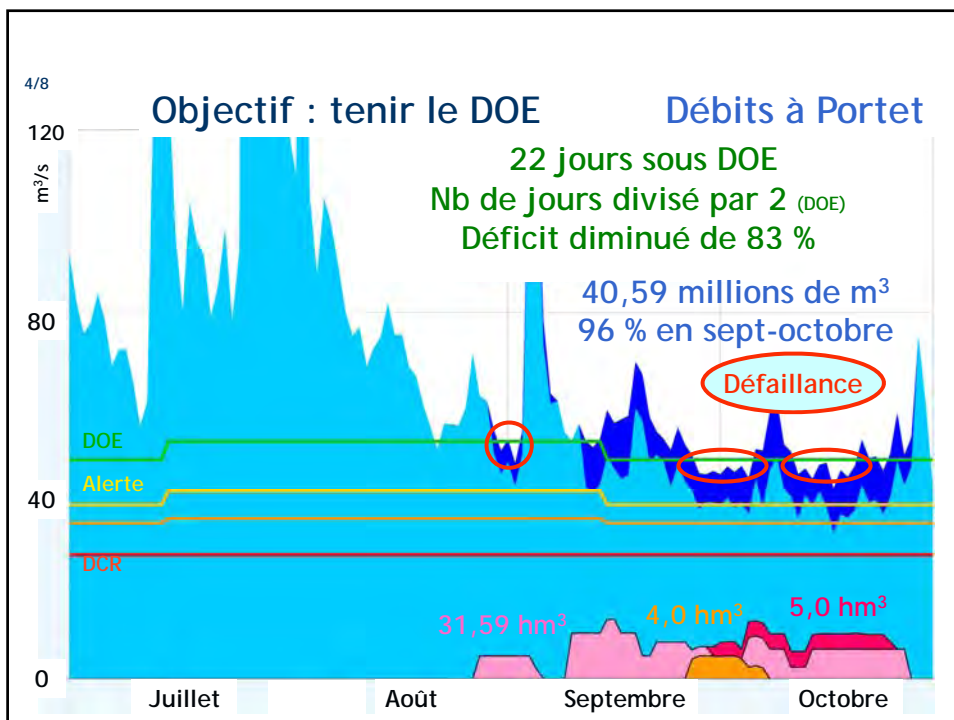 4/8
Objectif : tenir le DOE
Débits à Portet
120
m³/s
22 jours sous DOE
Nb de jours divisé par 2 (DOE)
Déficit diminué de 83 %
40,59 millions de m³
96 % en sept-octobre
80
Défaillance
DOE
Alerte
40
DCR
31,59 hm³
4,0 hm³
5,0 hm³
0
Juillet
Août
Septembre
Octobre